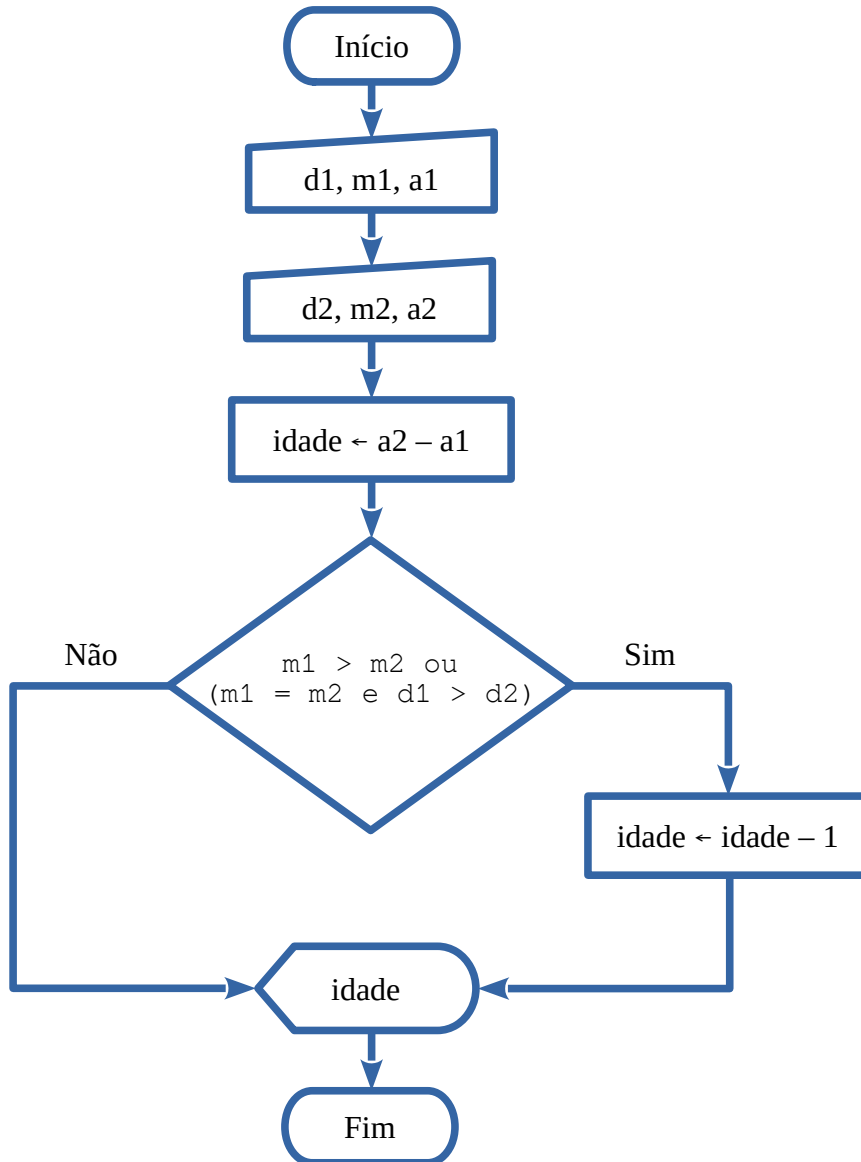 Início
d1, m1, a1
d2, m2, a2
idade ← a2 – a1
Não
Sim
m1 > m2 ou
(m1 = m2 e d1 > d2)
idade ← idade – 1
idade
Fim